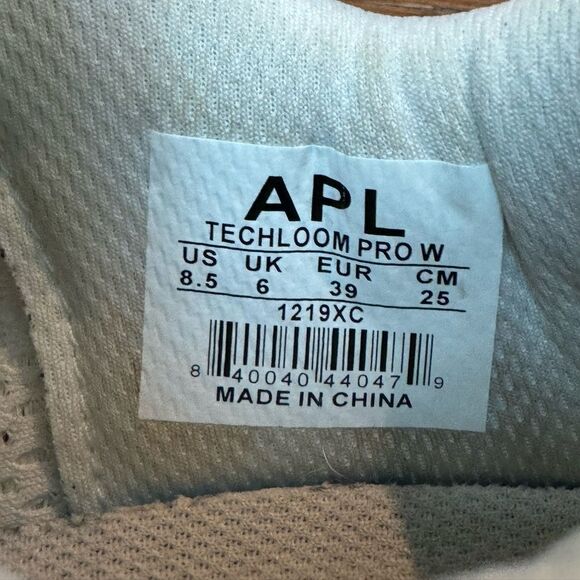 APL
TECHLOOM PRO W
US UK EUR CM
8.5 6 39 25
1219XC
8 40040 44047 9
MADE IN CHINA